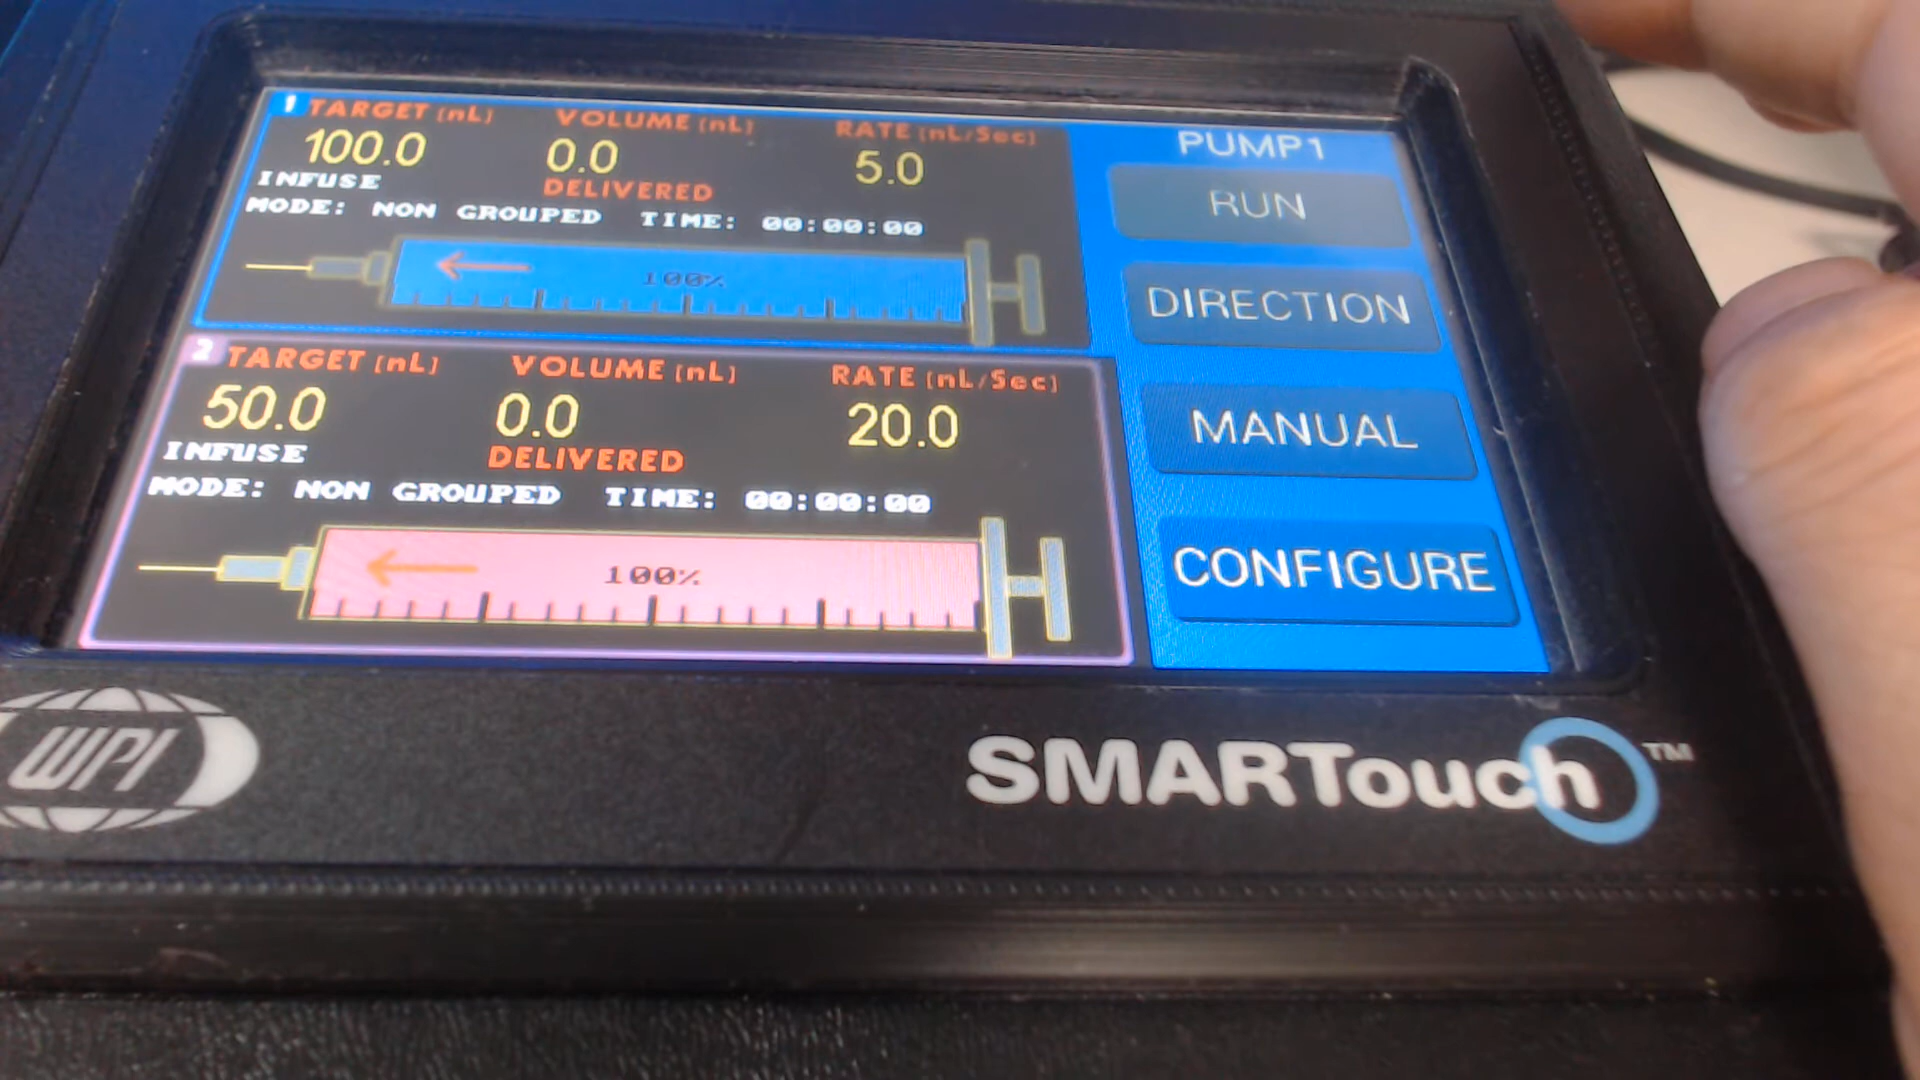 1 TARGET (nL) VOLUME (nL) RATE (nL/Sec)
100.0 0.0 5.0
INFUSE DELIVERED
MODE: NON GROUPED TIME: 00:00:00
100%
2 TARGET (nL) VOLUME (nL) RATE (nL/Sec)
50.0 0.0 20.0
INFUSE DELIVERED
MODE: NON GROUPED TIME: 00:00:00
100%
PUMP1
RUN
DIRECTION
MANUAL
CONFIGURE
WPI
SMARTouch™